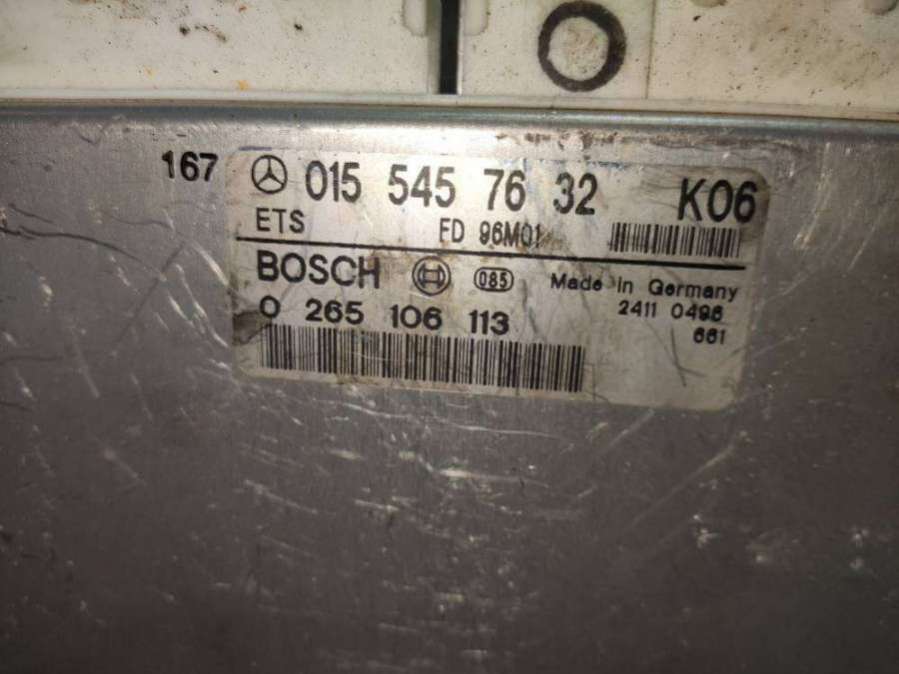 167 015 545 76 32 K06
ETS FD 96M01
BOSCH 085 Made in Germany
0 265 106 113 2411 0496
661